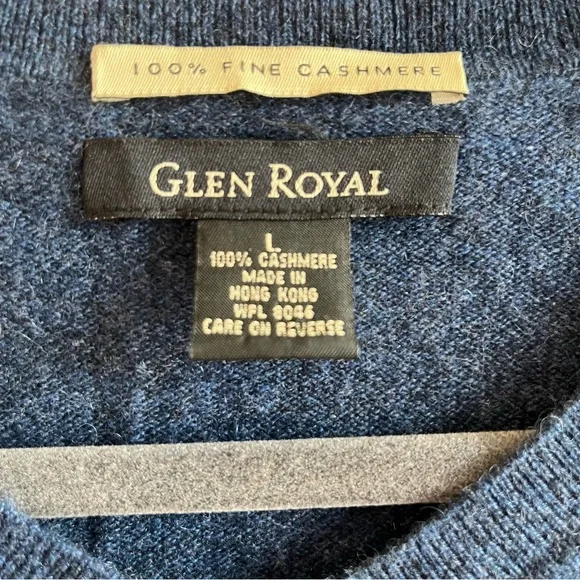 100% FINE CASHMERE
GLEN ROYAL
L
100% CASHMERE
MADE IN
HONG KONG
WPL 8046
CARE ON REVERSE